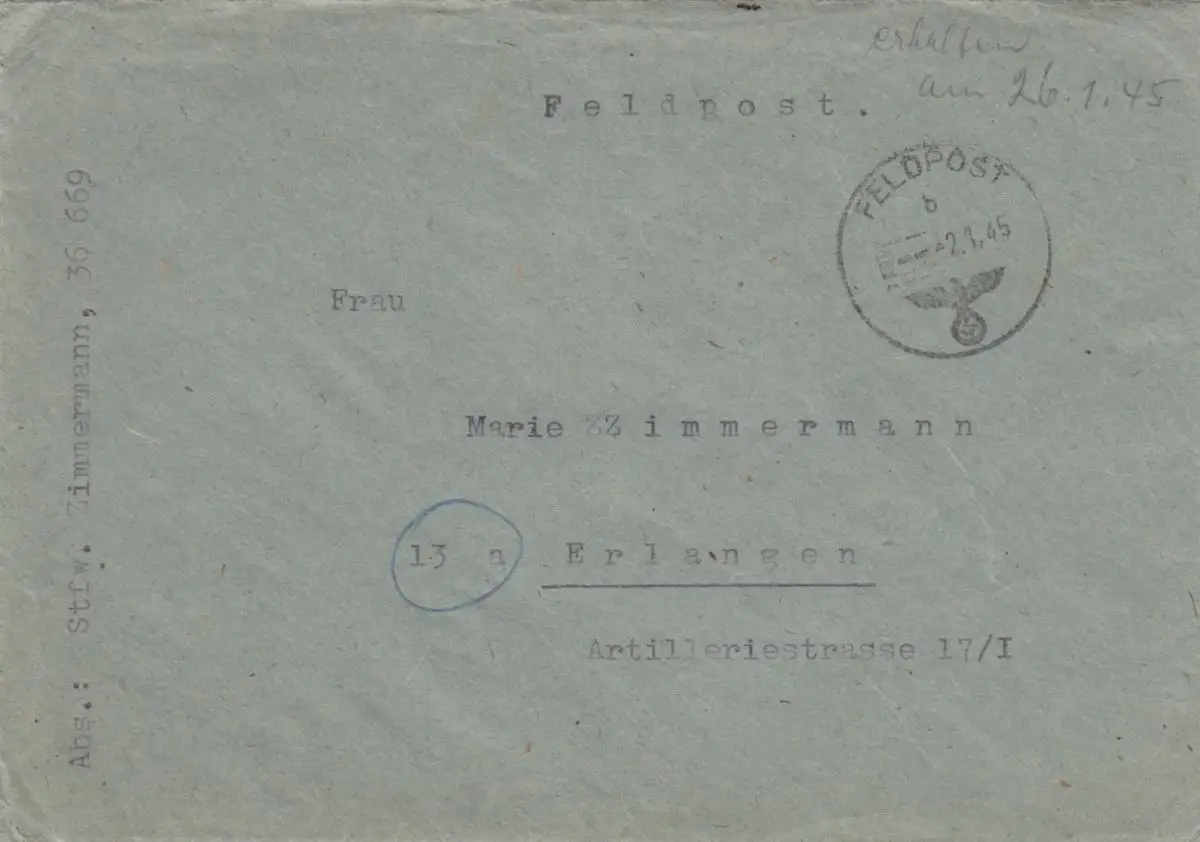 erhalten
am 26.1.45
Feldpost.
FELDPOST
b
-2.1.45
Abs.: Stfw. Zimmermann, 36 669
Frau
Marie ZZimmermann
13 a Erlangen
Artilleriestrasse 17/I